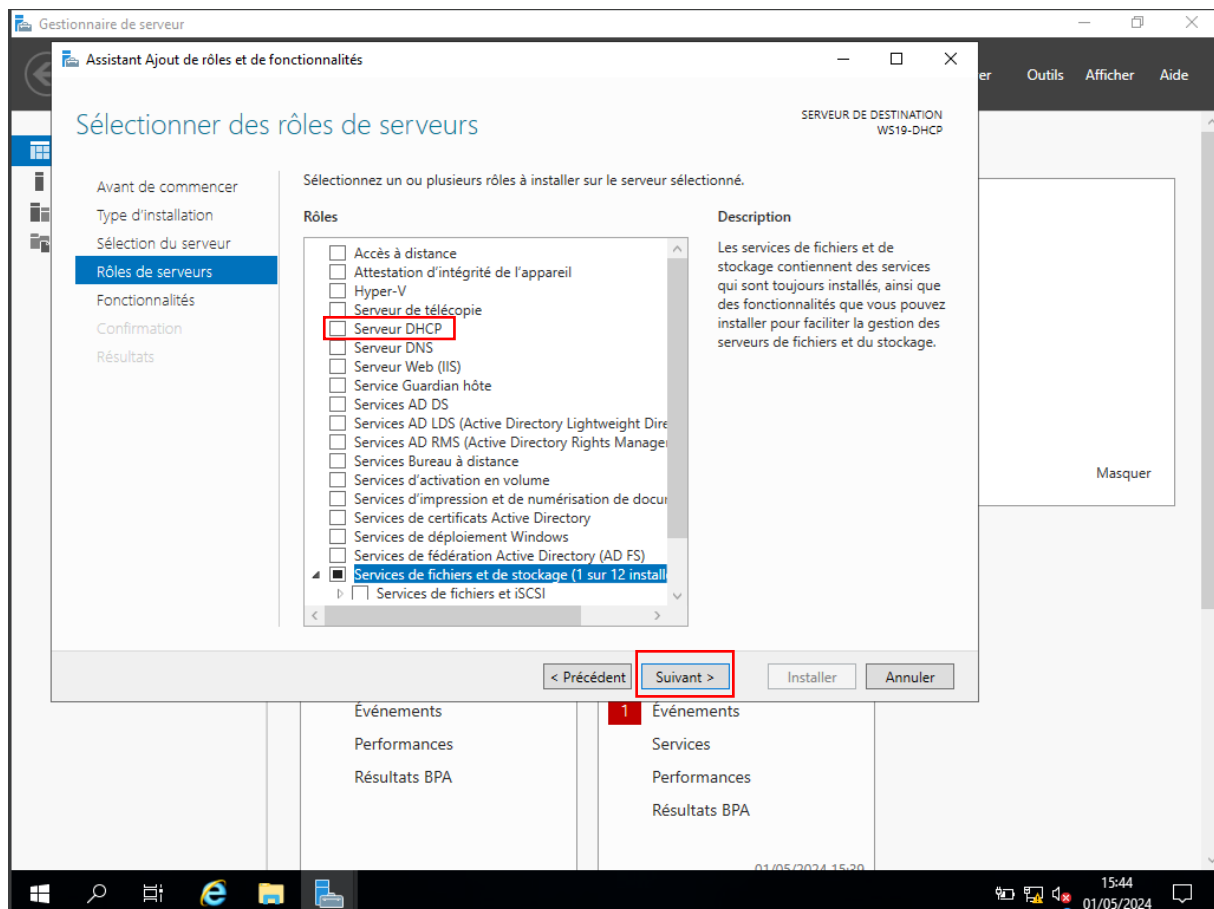 Gestionnaire de serveur
Assistant Ajout de rôles et de fonctionnalités
er Outils Afficher Aide
Sélectionner des rôles de serveurs
SERVEUR DE DESTINATION
WS19-DHCP
Avant de commencer
Type d'installation
Sélection du serveur
Rôles de serveurs
Fonctionnalités
Confirmation
Résultats
Sélectionnez un ou plusieurs rôles à installer sur le serveur sélectionné.
Rôles
Accès à distance
Attestation d'intégrité de l'appareil
Hyper-V
Serveur de télécopie
Serveur DHCP
Serveur DNS
Serveur Web (IIS)
Service Guardian hôte
Services AD DS
Services AD LDS (Active Directory Lightweight Dire
Services AD RMS (Active Directory Rights Manage
Services Bureau à distance
Services d'activation en volume
Services d'impression et de numérisation de docu
Services de certificats Active Directory
Services de déploiement Windows
Services de fédération Active Directory (AD FS)
Services de fichiers et de stockage (1 sur 12 install
Services de fichiers et iSCSI
Description
Les services de fichiers et de
stockage contiennent des services
qui sont toujours installés, ainsi que
des fonctionnalités que vous pouvez
installer pour faciliter la gestion des
serveurs de fichiers et du stockage.
Masquer
< Précédent
Suivant >
Installer
Annuler
Événements
Performances
Résultats BPA
1 Événements
Services
Performances
Résultats BPA
01/05/2024 15:39
15:44
01/05/2024